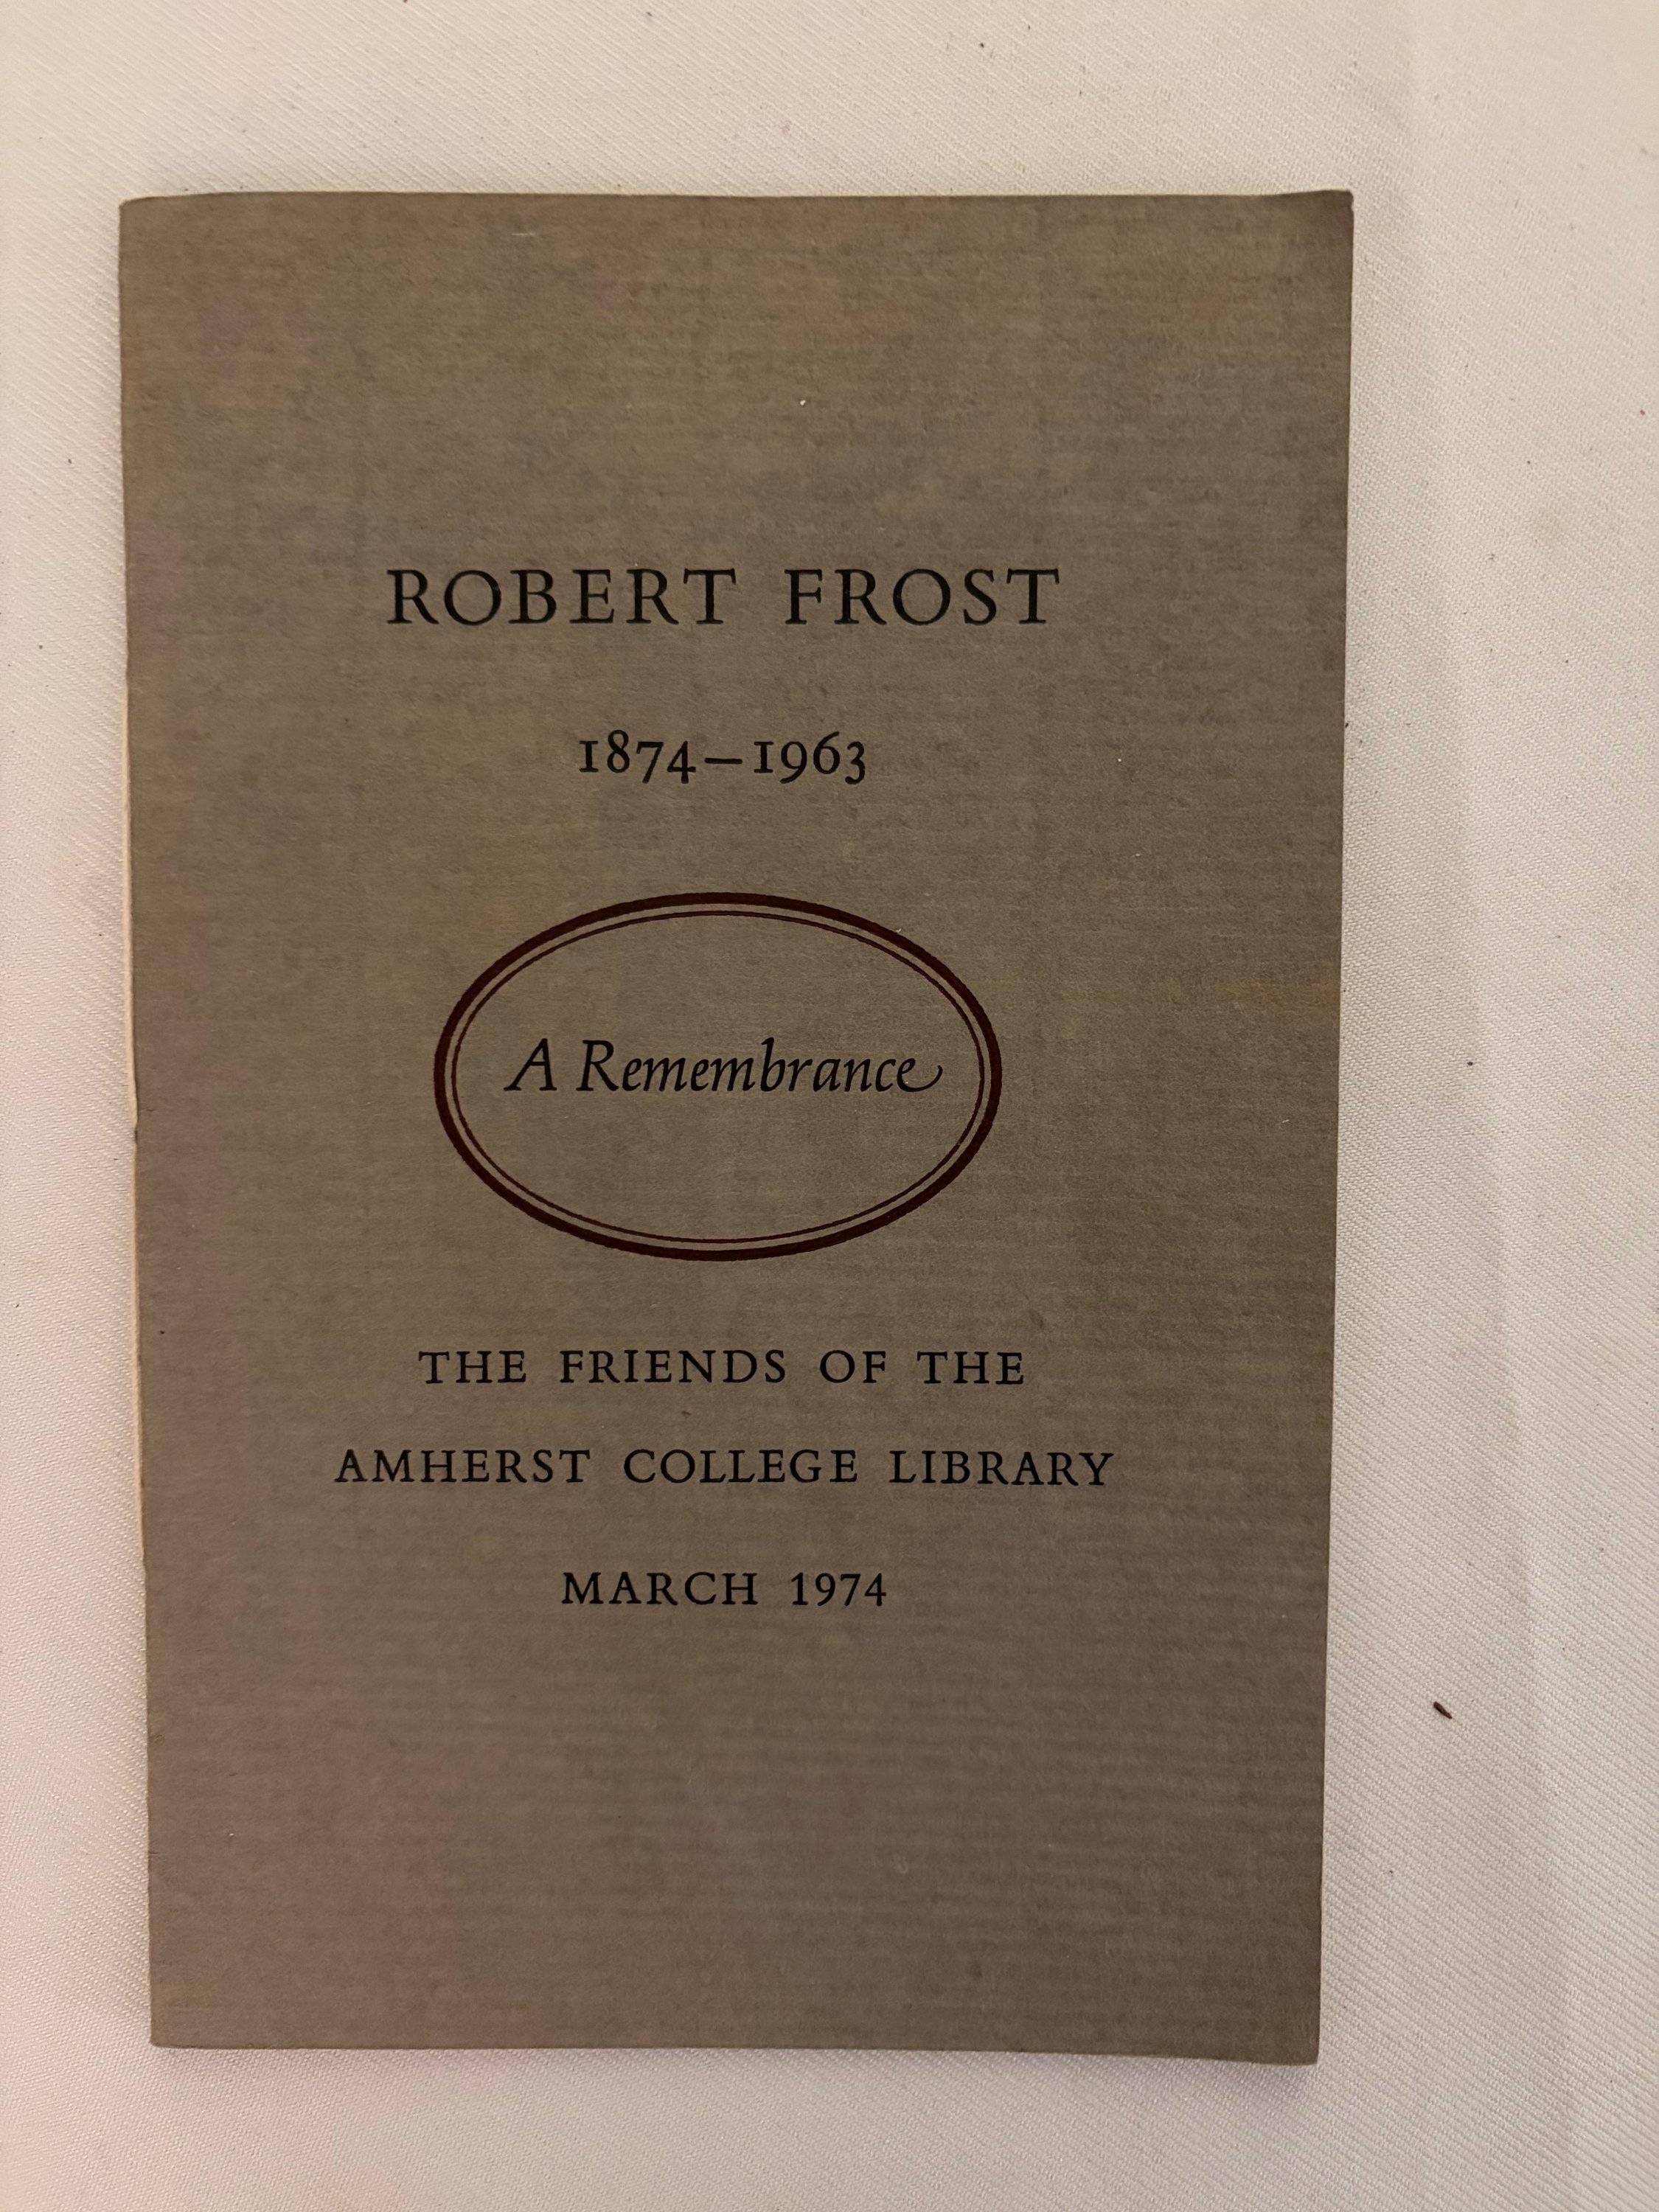 ROBERT FROST
1874–1963
A Remembrance
THE FRIENDS OF THE
AMHERST COLLEGE LIBRARY
MARCH 1974